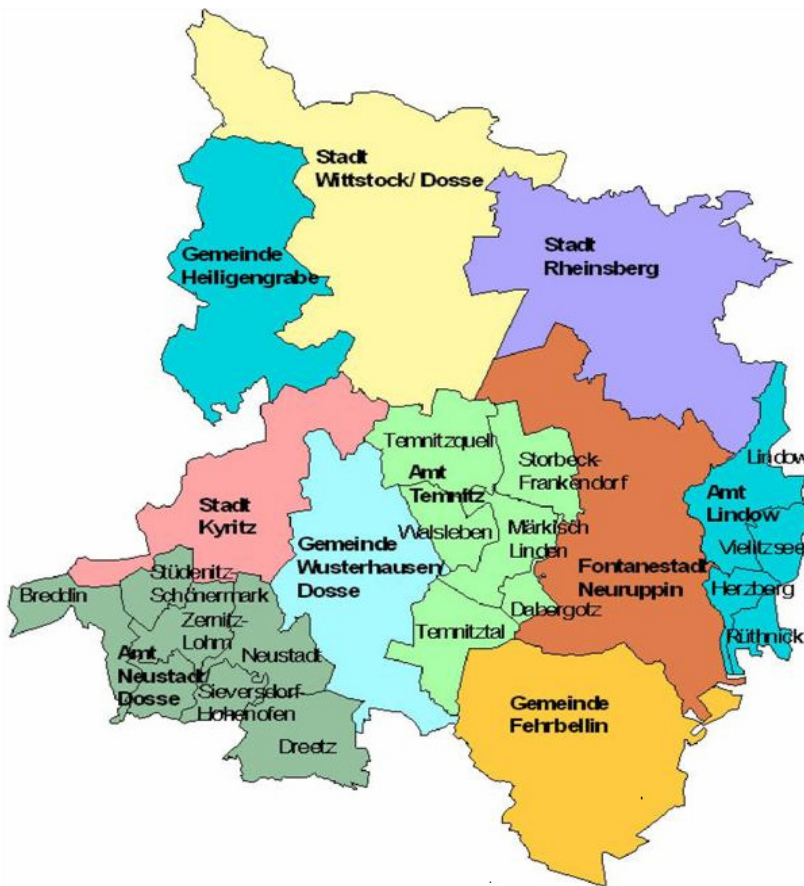 Stadt
Wittstock/ Dosse
Gemeinde
Heiligengrabe
Stadt
Rheinsberg
Temnitzquell
Amt
Temnitz
Storbeck-
Frankendorf
Lindow
Amt
Lindow
Stadt
Kyritz
Walsleben
Märkisch
Linden
Vielitzsee
Gemeinde
Wusterhausen/
Dosse
Fontanestadt
Neuruppin
Herzberg
Stüdenitz-
Schönermark
Breddin
Dabergotz
Zernitz-
Lohm
Temnitztal
Rüthnick
Amt
Neustadt/
Dosse
Neustadt
Sieversdorf-
Hohenofen
Gemeinde
Fehrbellin
Dreetz